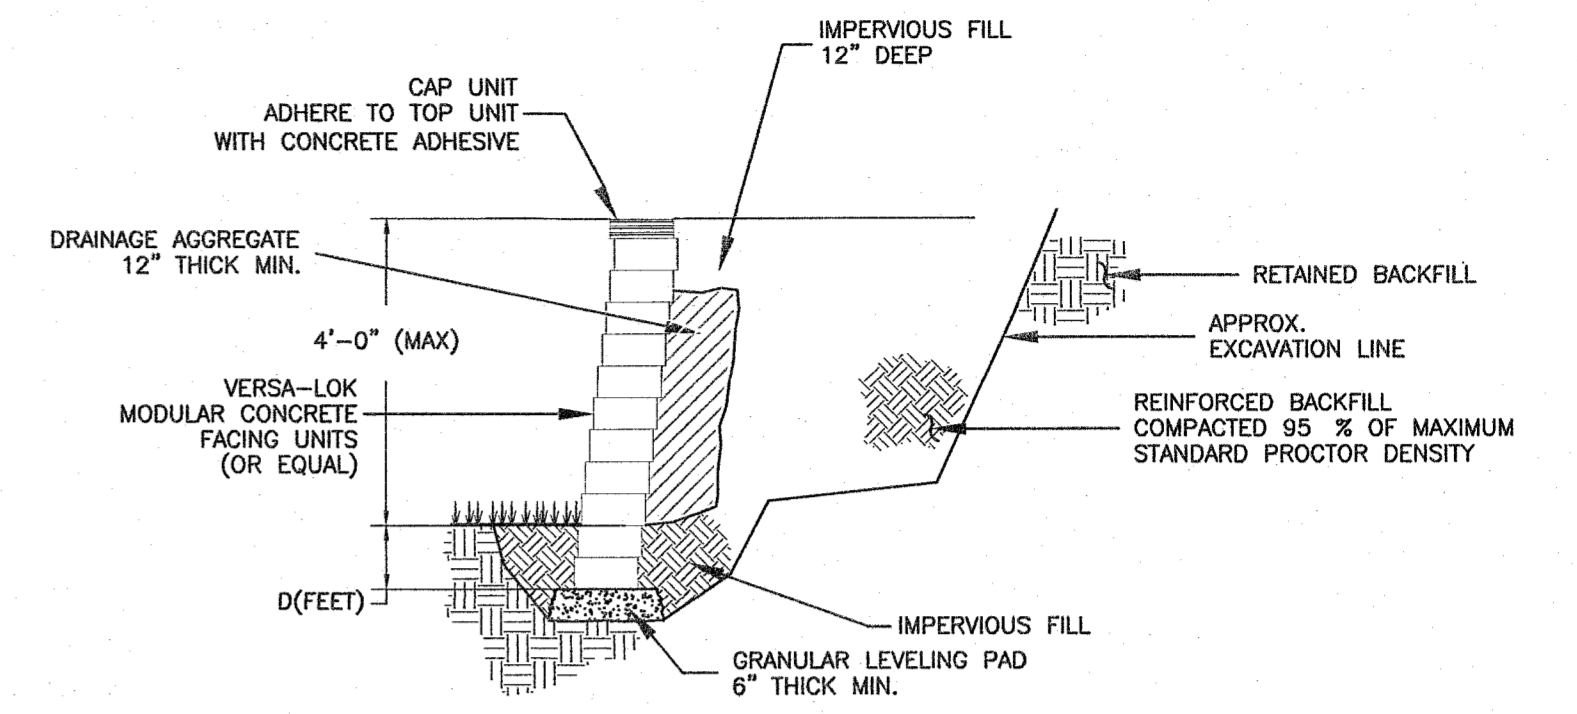 IMPERVIOUS FILL
12" DEEP
CAP UNIT
ADHERE TO TOP UNIT
WITH CONCRETE ADHESIVE
DRAINAGE AGGREGATE
12" THICK MIN.
RETAINED BACKFILL
4'-0" (MAX)
APPROX.
EXCAVATION LINE
VERSA-LOK
MODULAR CONCRETE
FACING UNITS
(OR EQUAL)
REINFORCED BACKFILL
COMPACTED 95 % OF MAXIMUM
STANDARD PROCTOR DENSITY
D(FEET)
IMPERVIOUS FILL
GRANULAR LEVELING PAD
6" THICK MIN.